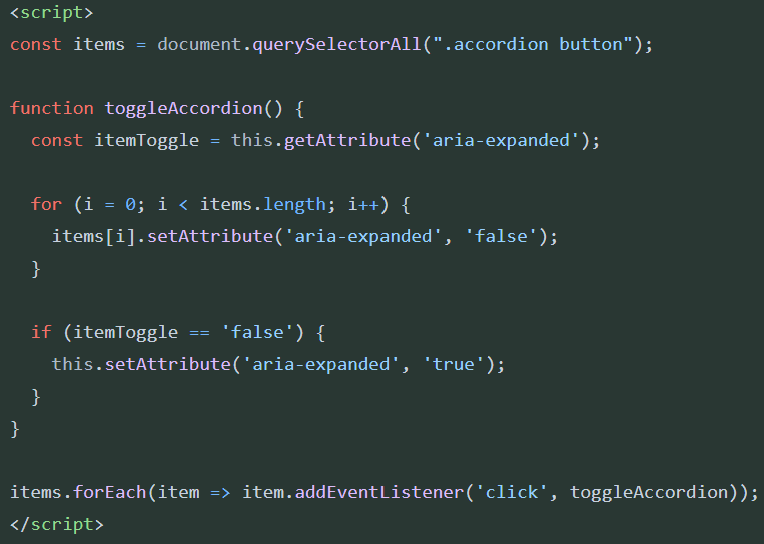 <script>
const items = document.querySelectorAll(".accordion button");

function toggleAccordion() {
  const itemToggle = this.getAttribute('aria-expanded');

  for (i = 0; i < items.length; i++) {
    items[i].setAttribute('aria-expanded', 'false');
  }

  if (itemToggle == 'false') {
    this.setAttribute('aria-expanded', 'true');
  }
}

items.forEach(item => item.addEventListener('click', toggleAccordion));
</script>